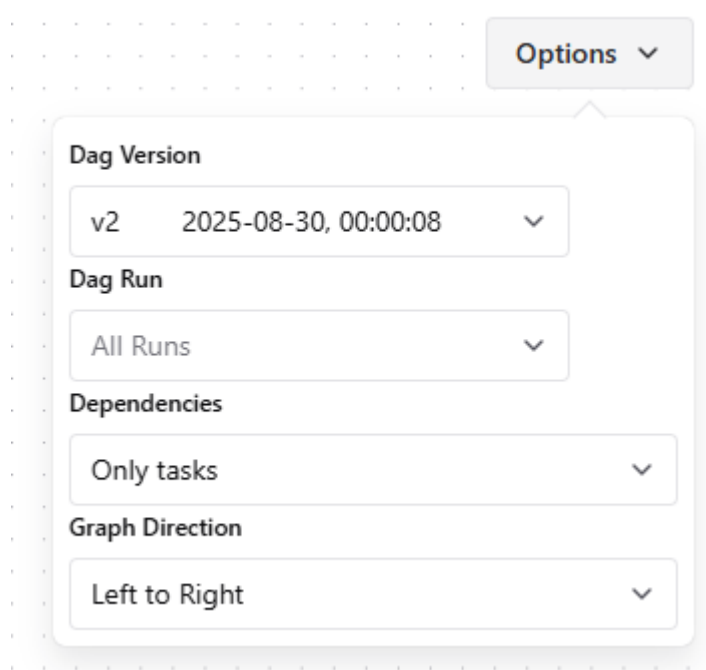 Options
Dag Version
v2 2025-08-30, 00:00:08
Dag Run
All Runs
Dependencies
Only tasks
Graph Direction
Left to Right